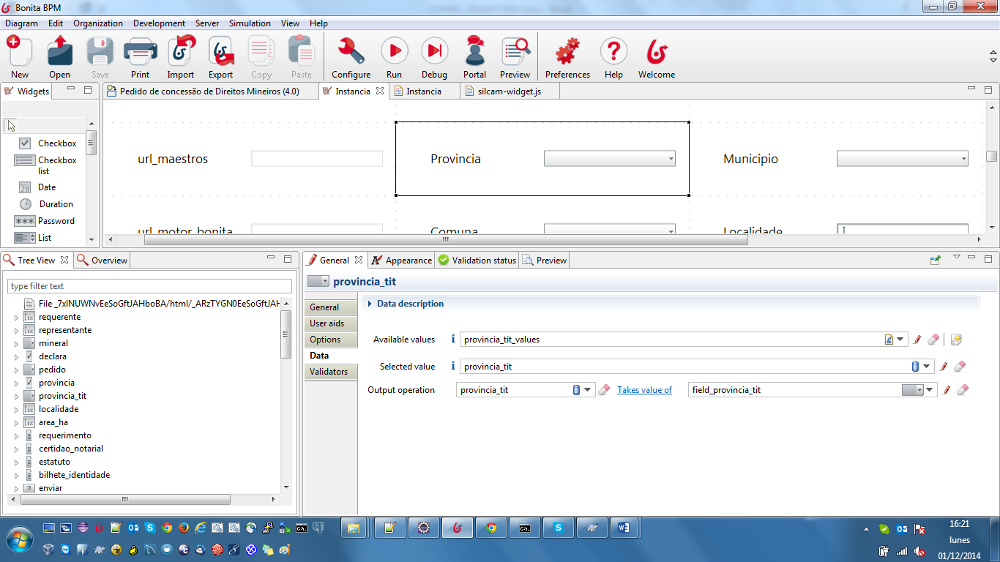 Bonita BPM
Diagram Edit Organization Development Server Simulation View Help
New Open Save Print Import Export Copy Paste Configure Run Debug Portal Preview Preferences Help Welcome
Widgets
Pedido de concessão de Direitos Mineiros (4.0) Instancia Instancia silcam-widget.js
Checkbox
Checkbox list
Date
Duration
Password
List
url_maestros Provincia Municipio
url_motor_bonita Comuna Localidade
Tree View Overview
type filter text
File _7xlNUWNvEeSoGftJAHboBA/html/_ARzTYGN0EeSoGftJAH
requerente
representante
mineral
declara
pedido
provincia
provincia_tit
localidade
area_ha
requerimento
certidao_notarial
estatuto
bilhete_identidade
enviar
General Appearance Validation status Preview
provincia_tit
General
User aids
Options
Data
Validators
Data description
Available values provincia_tit_values
Selected value provincia_tit
Output operation provincia_tit Takes value of field_provincia_tit
16:21
lunes
01/12/2014